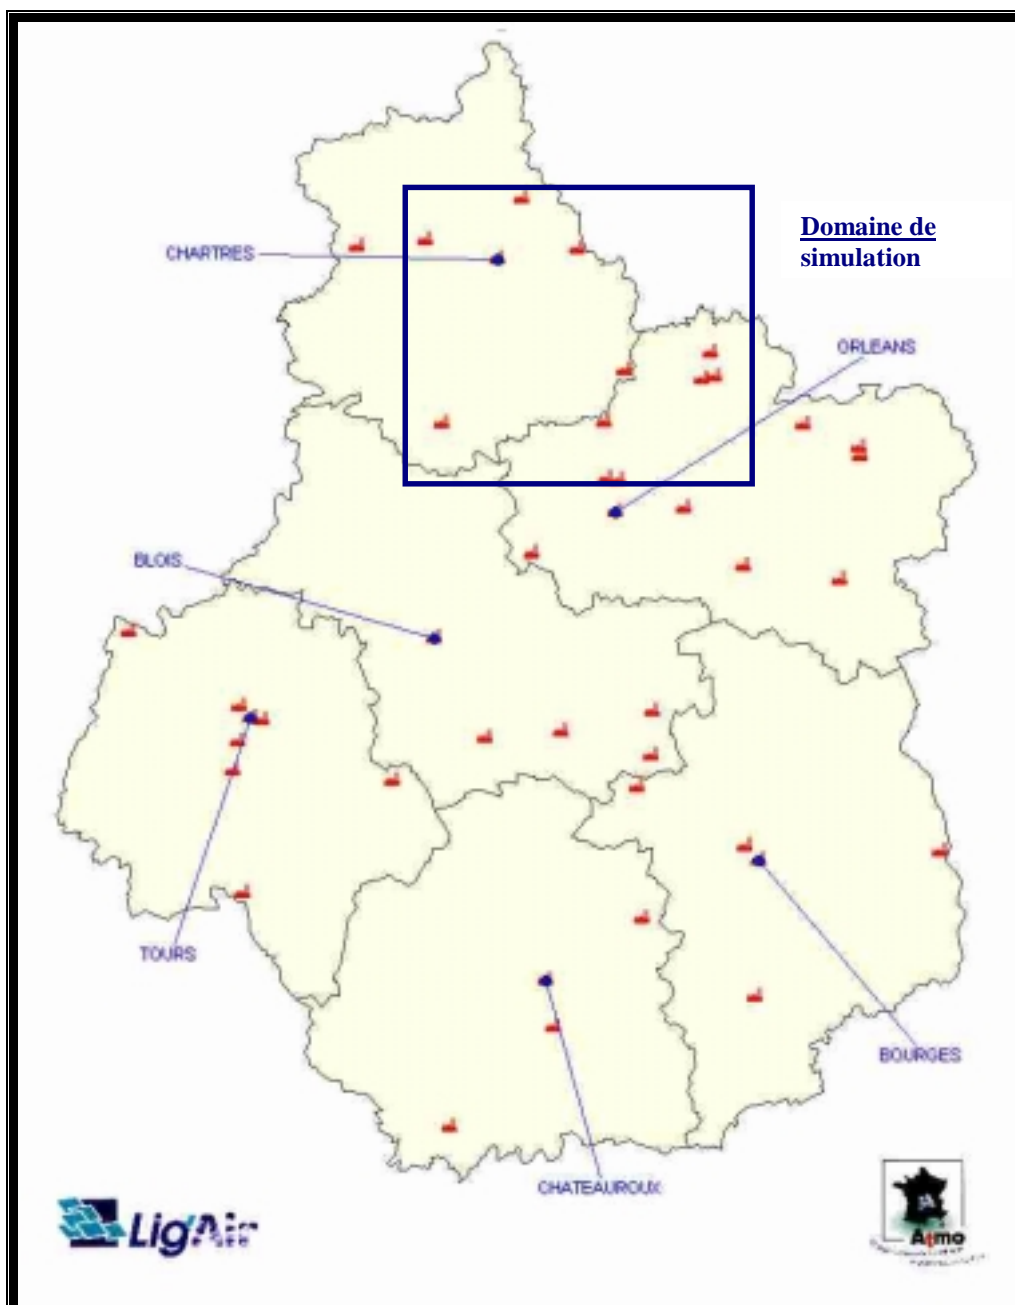 CHARTRES
Domaine de
simulation
ORLEANS
BLOIS
TOURS
BOURGES
CHATEAUROUX
Lig'Air
Atmo